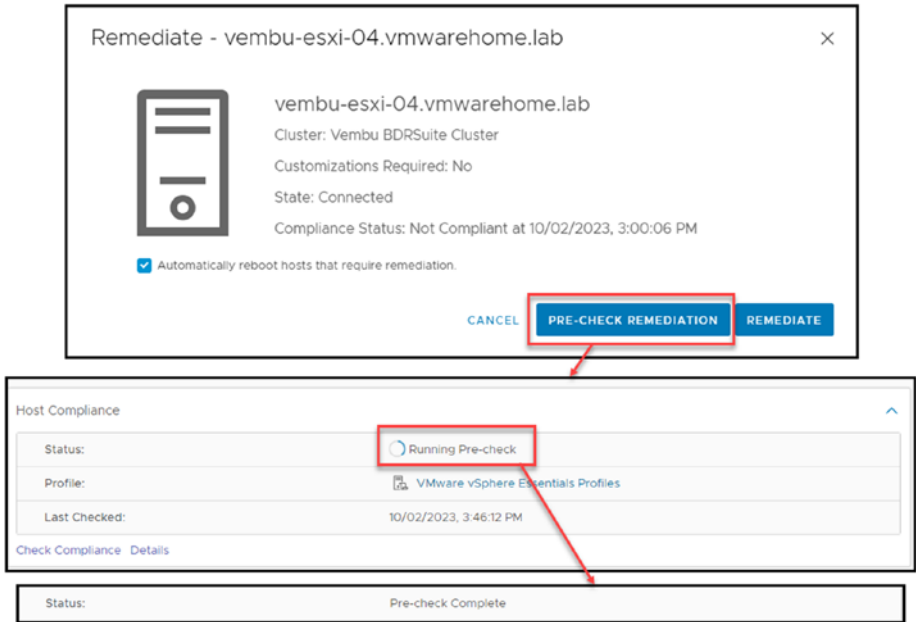 Remediate - vembu-esxi-04.vmwarehome.lab
vembu-esxi-04.vmwarehome.lab
Cluster: Vembu BDRSuite Cluster
Customizations Required: No
State: Connected
Compliance Status: Not Compliant at 10/02/2023, 3:00:06 PM
Automatically reboot hosts that require remediation.
CANCEL PRE-CHECK REMEDIATION REMEDIATE
Host Compliance
Status: Running Pre-check
Profile: VMware vSphere Essentials Profiles
Last Checked: 10/02/2023, 3:46:12 PM
Check Compliance Details
Status: Pre-check Complete